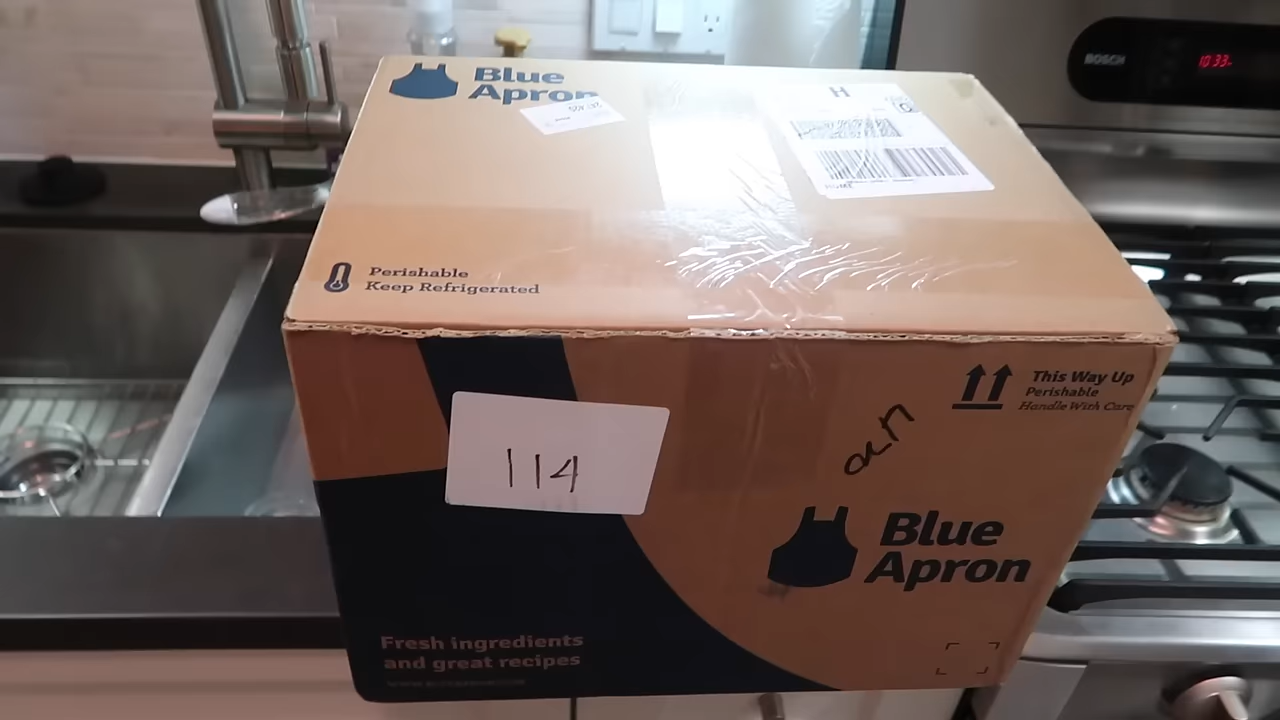 BOSCH
10:33
Blue
Apron
H
Perishable
Keep Refrigerated
This Way Up
Perishable
Handle With Care
114
Blue
Apron
Fresh ingredients
and great recipes